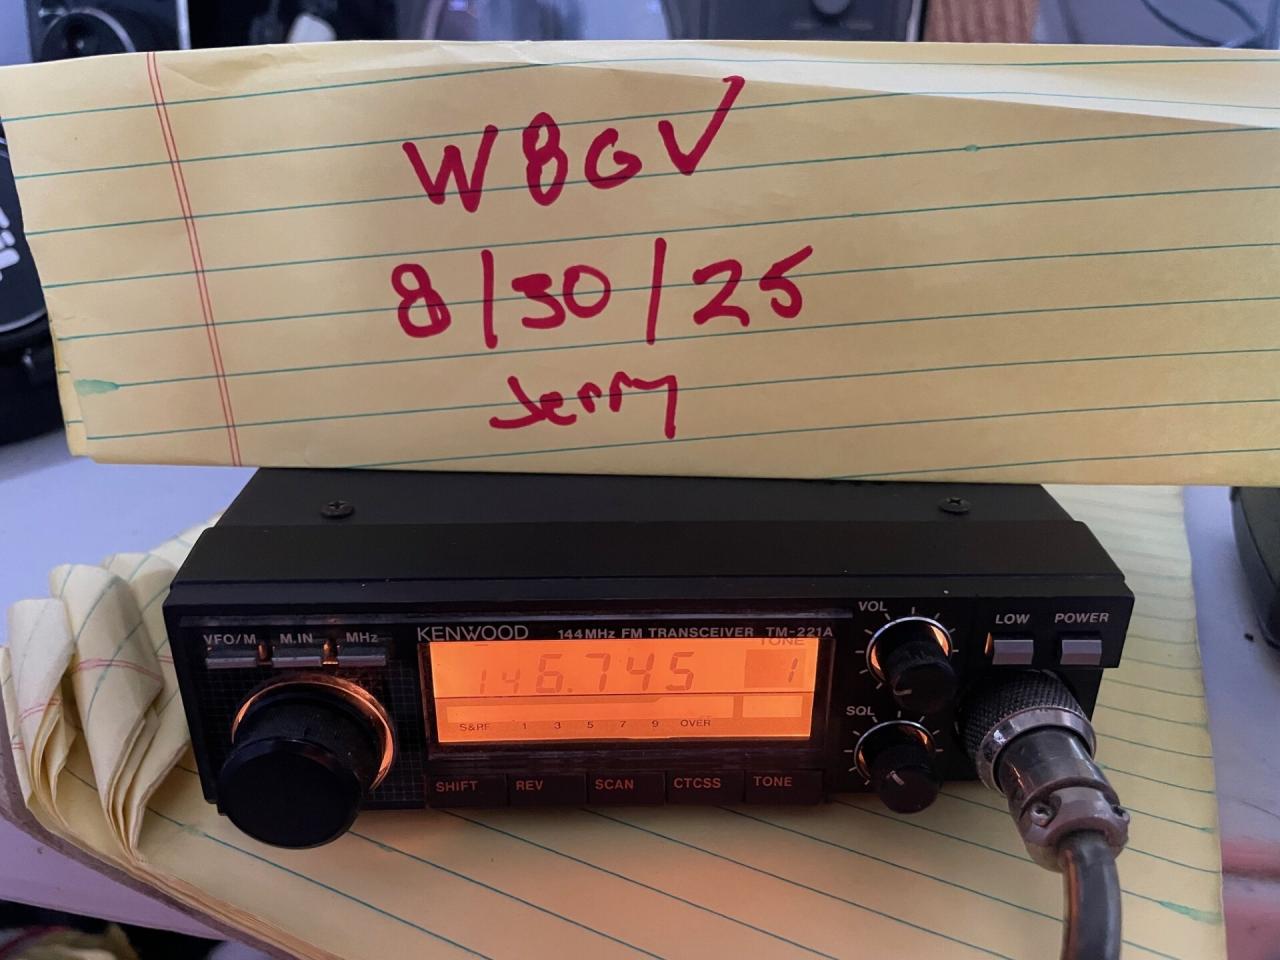 W8GV
8/30/25
Jerry
VFO/M M.IN MHz
KENWOOD 144MHz FM TRANSCEIVER TM-221A
TONE
146.745 1
S&RF 1 3 5 7 9 OVER
SHIFT REV SCAN CTCSS TONE
VOL
SQL
LOW POWER